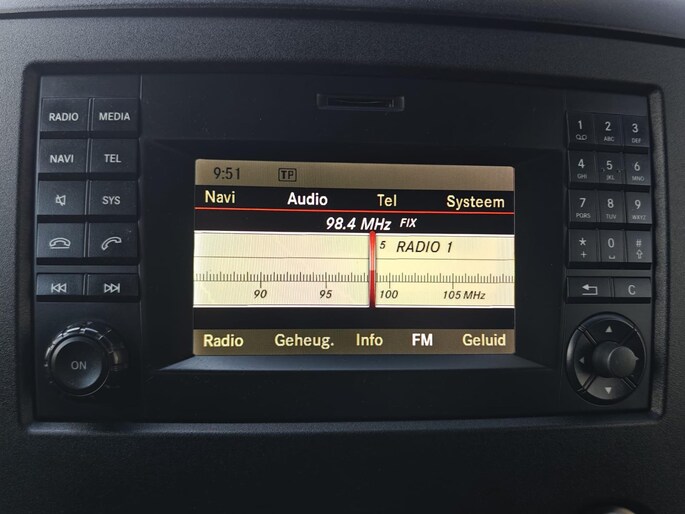 RADIO MEDIA
NAVI TEL
SYS
9:51 TP
Navi Audio Tel Systeem
98.4 MHz FIX
5 RADIO 1
90 95 100 105 MHz
Radio Geheug. Info FM Geluid
ON
1 2 ABC 3 DEF
4 GHI 5 JKL 6 MNO
7 PQRS 8 TUV 9 WXYZ
* + 0 #
C